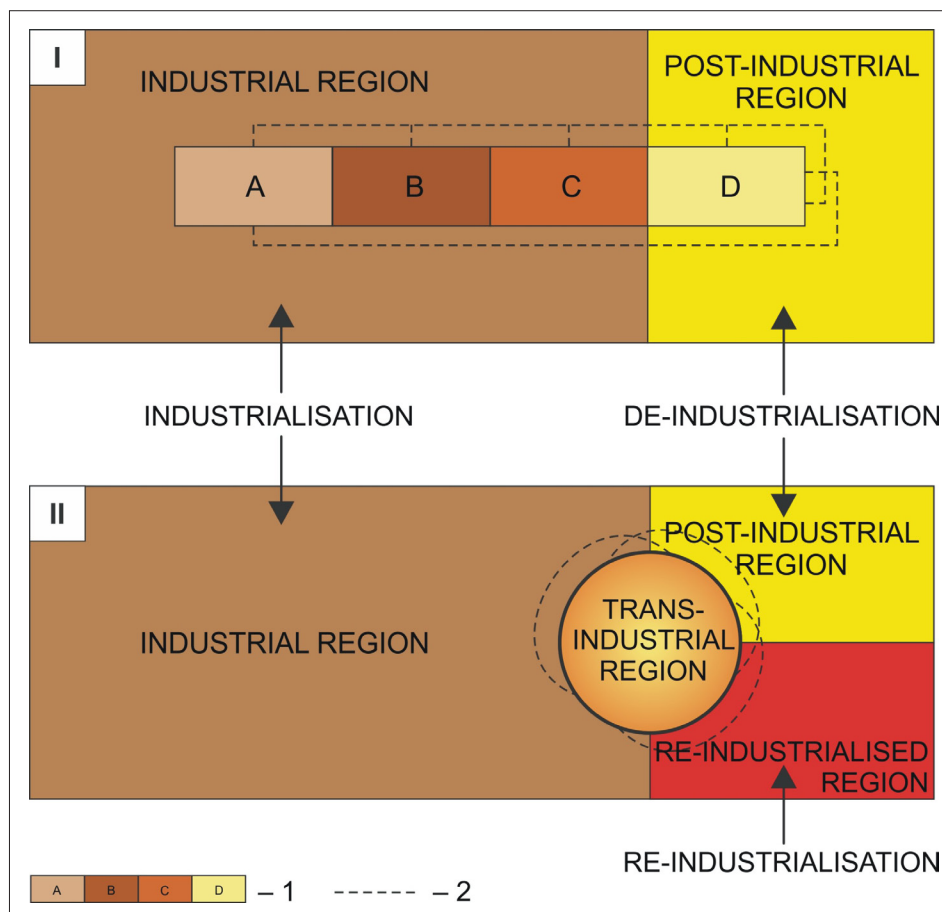 I
INDUSTRIAL REGION
POST-INDUSTRIAL
REGION
A
B
C
D
INDUSTRIALISATION
DE-INDUSTRIALISATION
II
POST-INDUSTRIAL
REGION
TRANS-
INDUSTRIAL
REGION
INDUSTRIAL REGION
RE-INDUSTRIALISED
REGION
RE-INDUSTRIALISATION
A B C D – 1 – 2